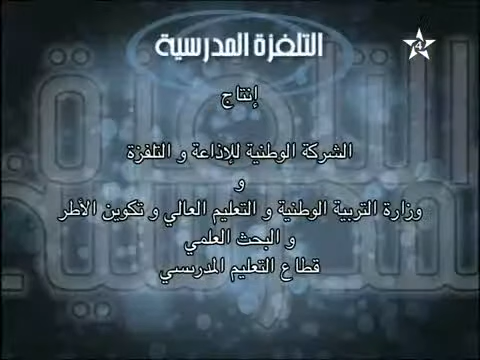 التلفزة المدرسية
4
إنتاج
الشركة الوطنية للإذاعة و التلفزة
و
وزارة التربية الوطنية و التعليم العالي و تكوين الأطر
و البحث العلمي
قطاع التعليم المدرسي